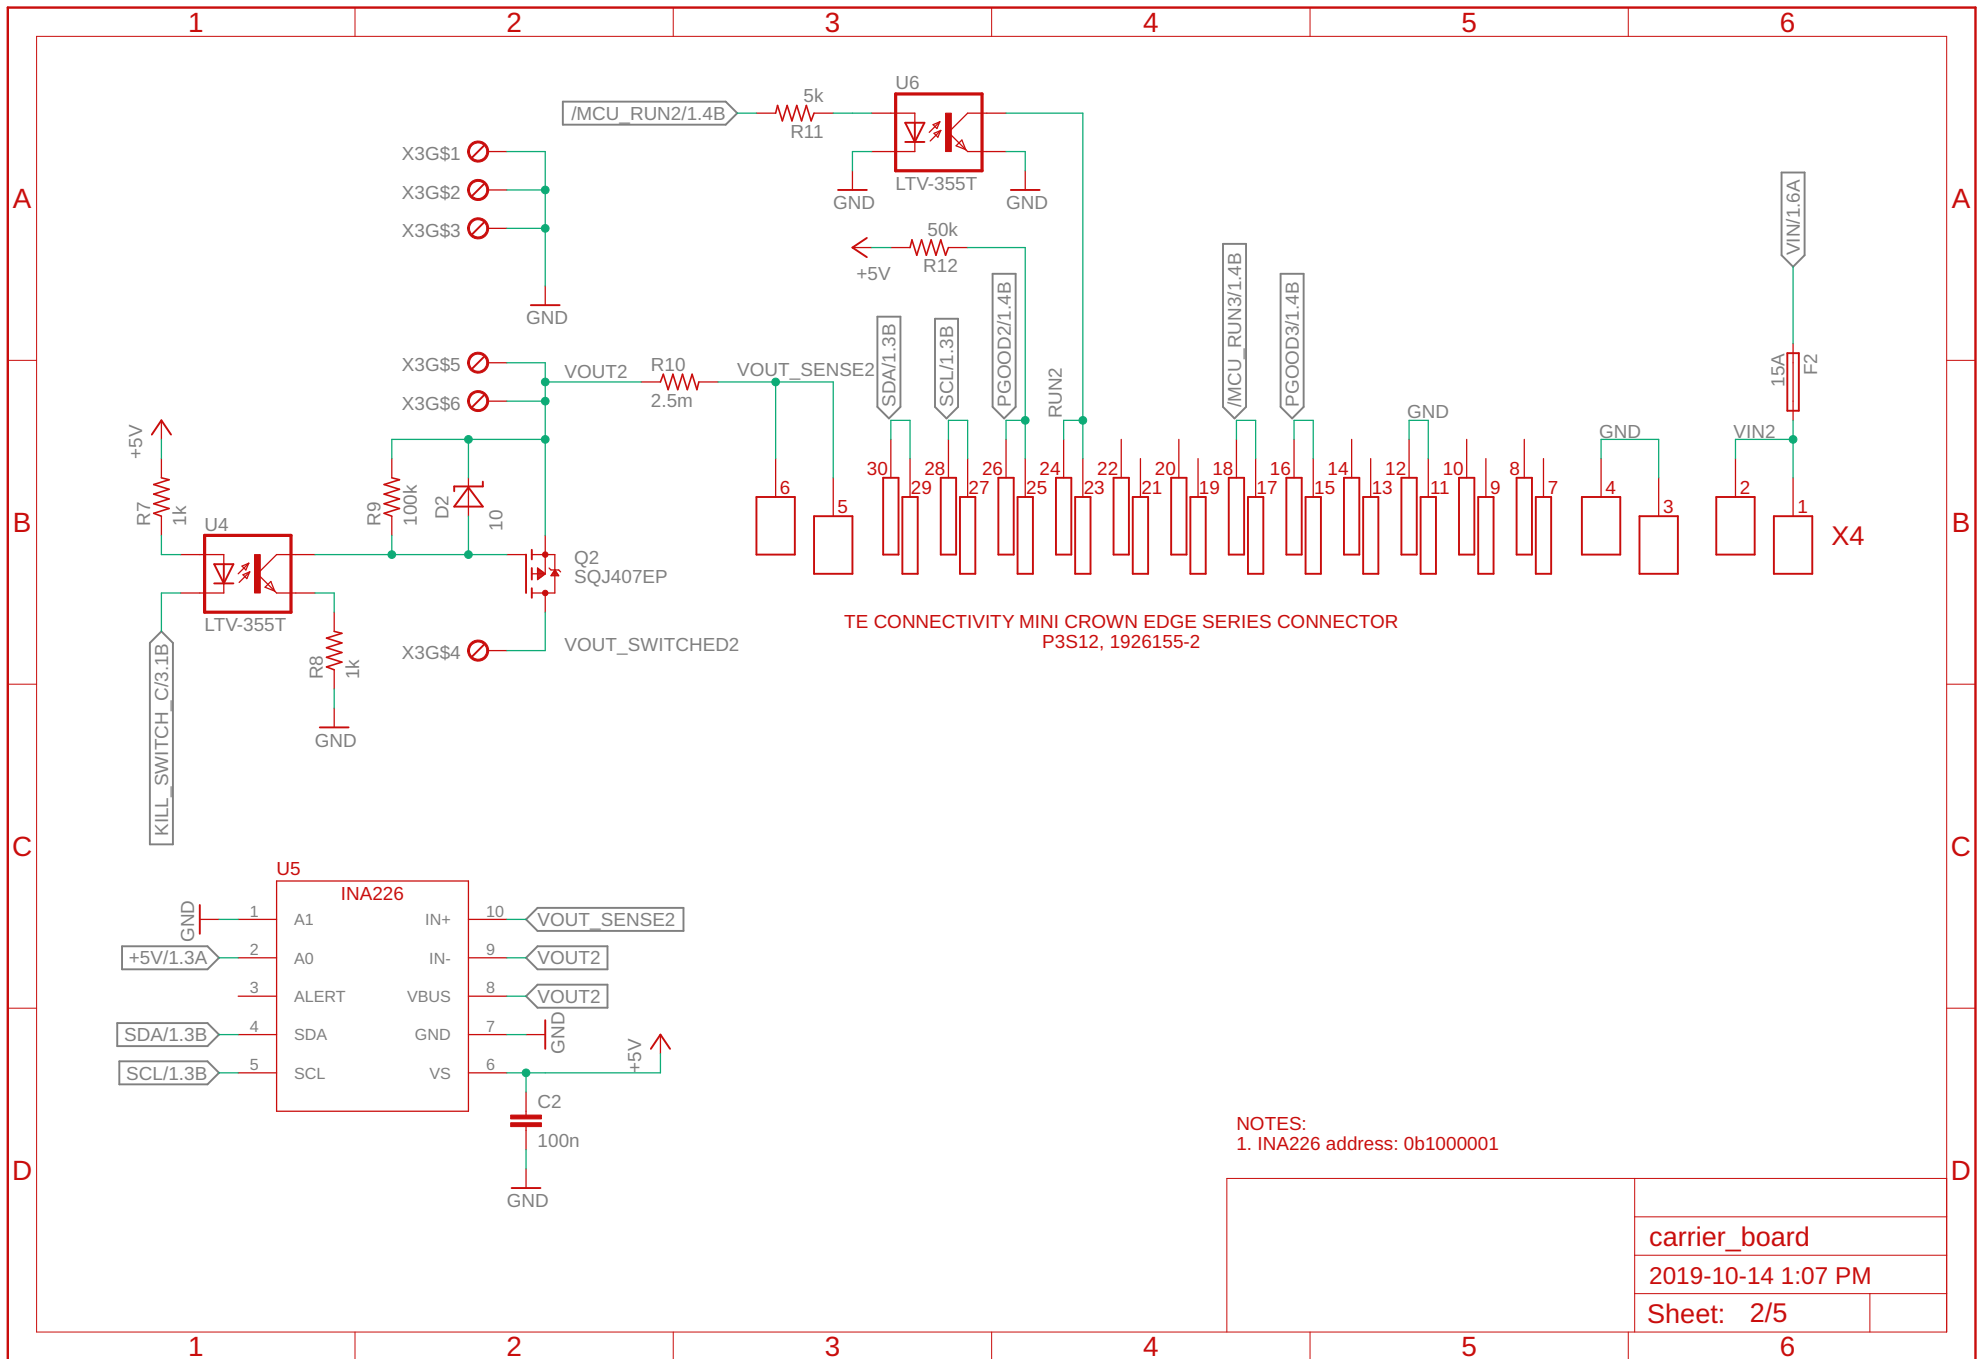 1 2 3 4 5 6
A A
B B
C C
D D
/MCU_RUN2/1.4B
5k
R11
U6
LTV-355T
GND
GND
X3G$1
X3G$2
X3G$3
GND
+5V
50k
R12
VIN/1.6A
15A
F2
X3G$5
X3G$6
VOUT2
R10
2.5m
VOUT_SENSE2
SDA/1.3B
SCL/1.3B
PGOOD2/1.4B
RUN2
/MCU_RUN3/1.4B
PGOOD3/1.4B
GND
GND
VIN2
+5V
R7
1k
U4
LTV-355T
R9
100k
D2
10
Q2
SQJ407EP
6
5
30
29
28
27
26
25
24
23
22
21
20
19
18
17
16
15
14
13
12
11
10
9
8
7
4
3
2
1
X4
TE CONNECTIVITY MINI CROWN EDGE SERIES CONNECTOR
P3S12, 1926155-2
X3G$4
VOUT_SWITCHED2
R8
1k
GND
KILL_SWITCH_C/3.1B
U5
INA226
GND
1
A1
IN+
10
VOUT_SENSE2
+5V/1.3A
2
A0
IN-
9
VOUT2
3
ALERT
VBUS
8
VOUT2
SDA/1.3B
4
SDA
GND
7
GND
SCL/1.3B
5
SCL
VS
6
+5V
C2
100n
GND
NOTES:
1. INA226 address: 0b1000001
carrier_board
2019-10-14 1:07 PM
Sheet: 2/5
1 2 3 4 5 6